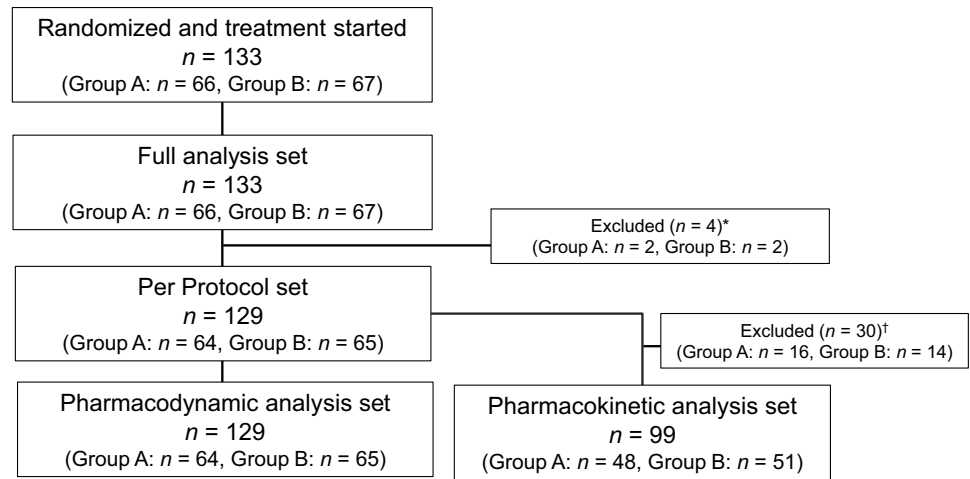 Randomized and treatment started
n = 133
(Group A: n = 66, Group B: n = 67)
Full analysis set
n = 133
(Group A: n = 66, Group B: n = 67)
Excluded (n = 4)*
(Group A: n = 2, Group B: n = 2)
Per Protocol set
n = 129
(Group A: n = 64, Group B: n = 65)
Excluded (n = 30)†
(Group A: n = 16, Group B: n = 14)
Pharmacodynamic analysis set
n = 129
(Group A: n = 64, Group B: n = 65)
Pharmacokinetic analysis set
n = 99
(Group A: n = 48, Group B: n = 51)